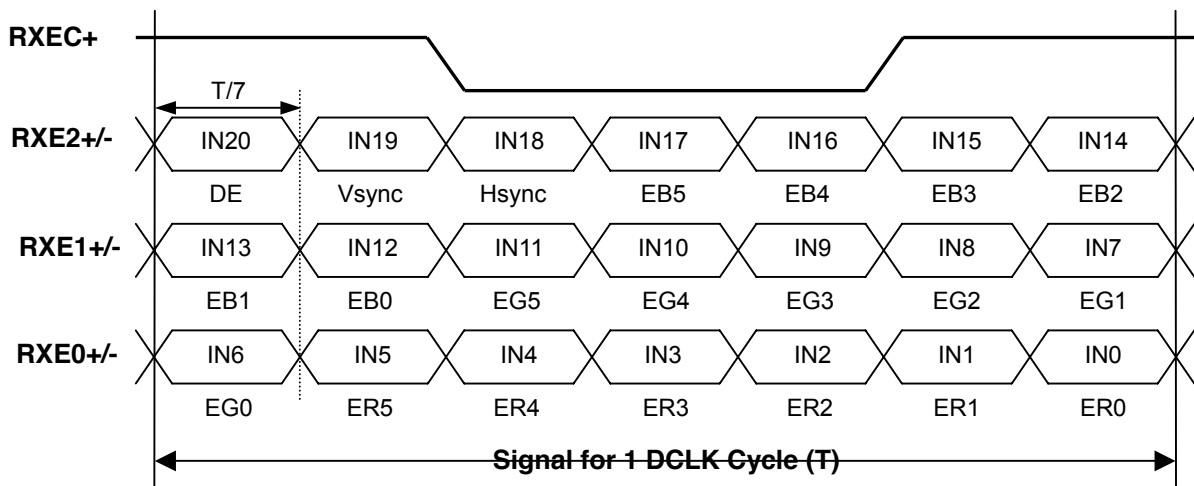 RXEC+
T/7
RXE2+/- IN20 IN19 IN18 IN17 IN16 IN15 IN14
DE Vsync Hsync EB5 EB4 EB3 EB2
RXE1+/- IN13 IN12 IN11 IN10 IN9 IN8 IN7
EB1 EB0 EG5 EG4 EG3 EG2 EG1
RXE0+/- IN6 IN5 IN4 IN3 IN2 IN1 IN0
EG0 ER5 ER4 ER3 ER2 ER1 ER0
Signal for 1 DCLK Cycle (T)